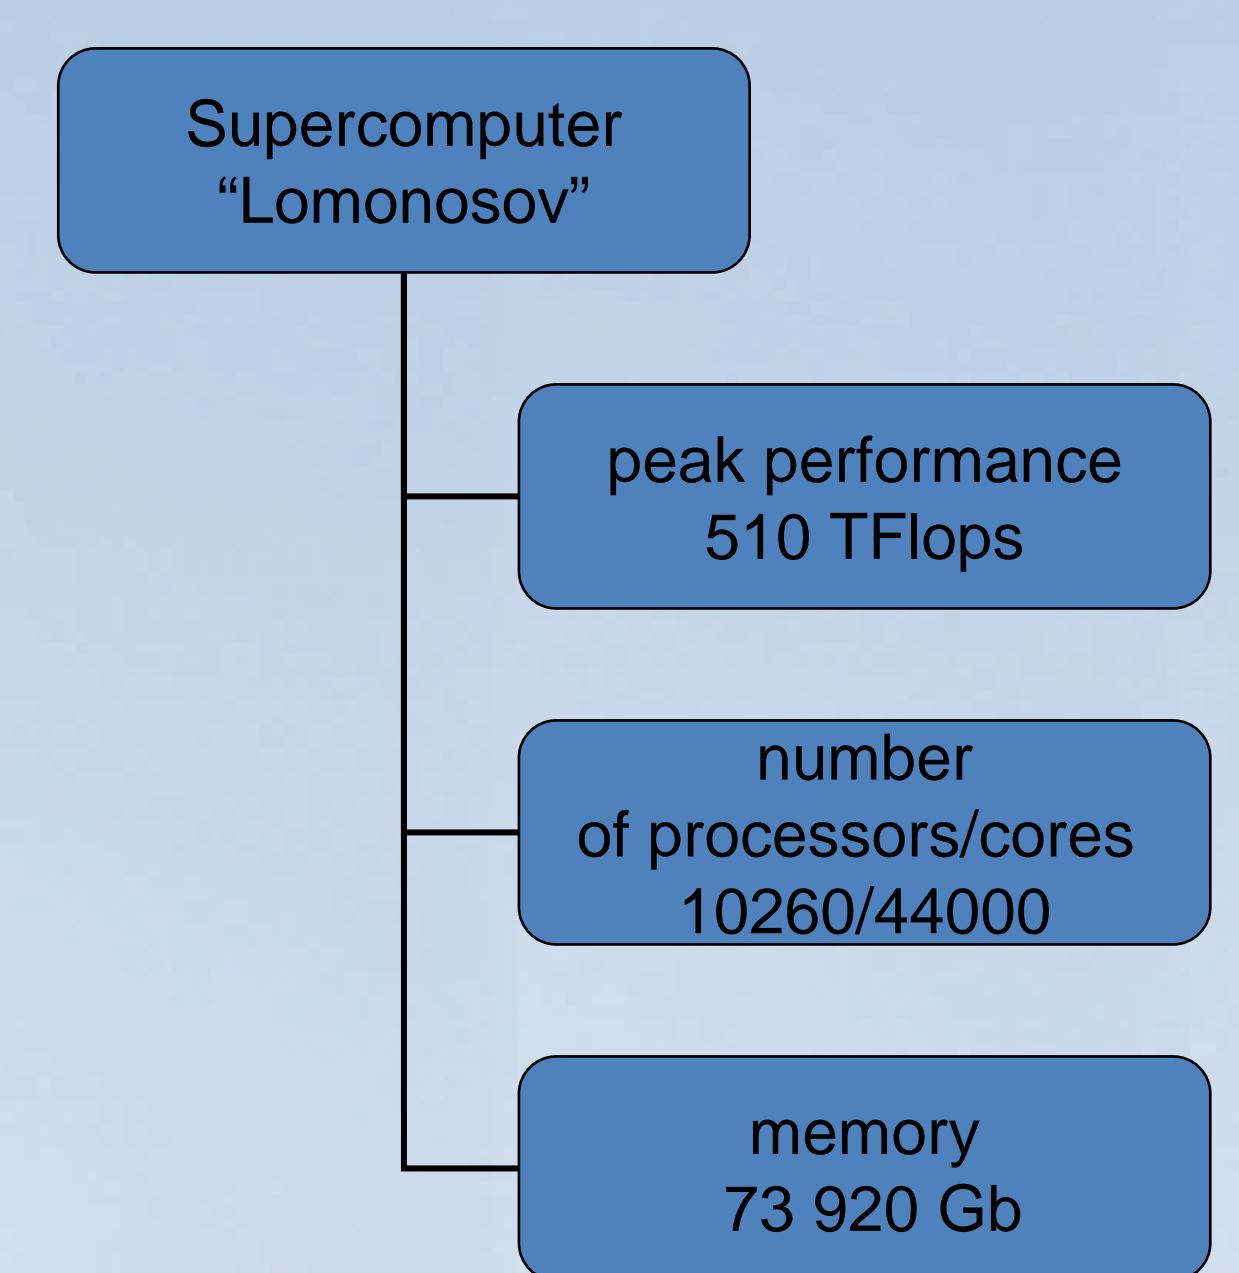 Supercomputer
“Lomonosov”
peak performance
510 TFlops
number
of processors/cores
10260/44000
memory
73 920 Gb